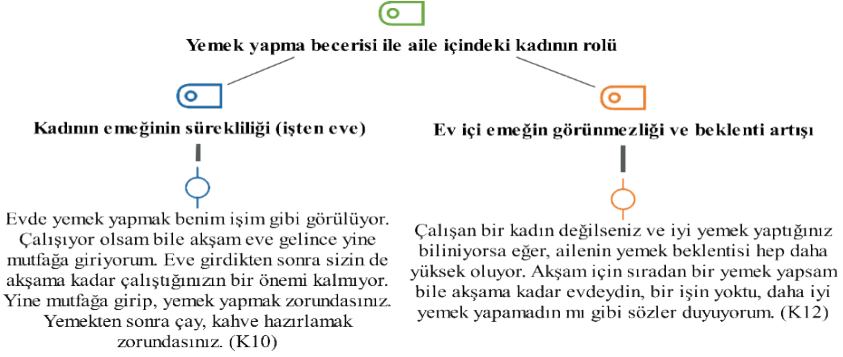 Yemek yapma becerisi ile aile içindeki kadının rolü
Kadının emeğinin sürekliliği (işten eve)
Ev içi emeğin görünmezliği ve beklenti artışı
Evde yemek yapmak benim işim gibi görülüyor.
Çalışıyor olsam bile akşam eve gelince yine
mutfağa giriyorum. Eve girdikten sonra sizin de
akşama kadar çalıştığınızın bir önemi kalmıyor.
Yine mutfağa girip, yemek yapmak zorundasınız.
Yemekten sonra çay, kahve hazırlamak
zorundasınız. (K10)
Çalışan bir kadın değilseniz ve iyi yemek yaptığınız
biliniyorsa eğer, ailenin yemek beklentisi hep daha
yüksek oluyor. Akşam için sıradan bir yemek yapsam
bile akşama kadar evdeydin, bir işin yoktu, daha iyi
yemek yapamadın mı gibi sözler duyuyorum. (K12)